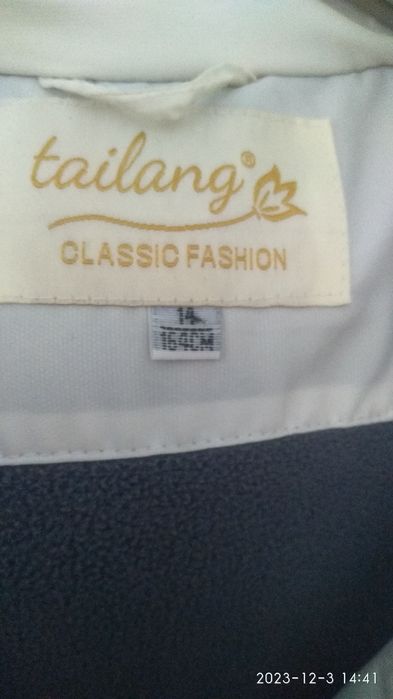 tailang®
CLASSIC FASHION
14
164CM
2023-12-3 14:41